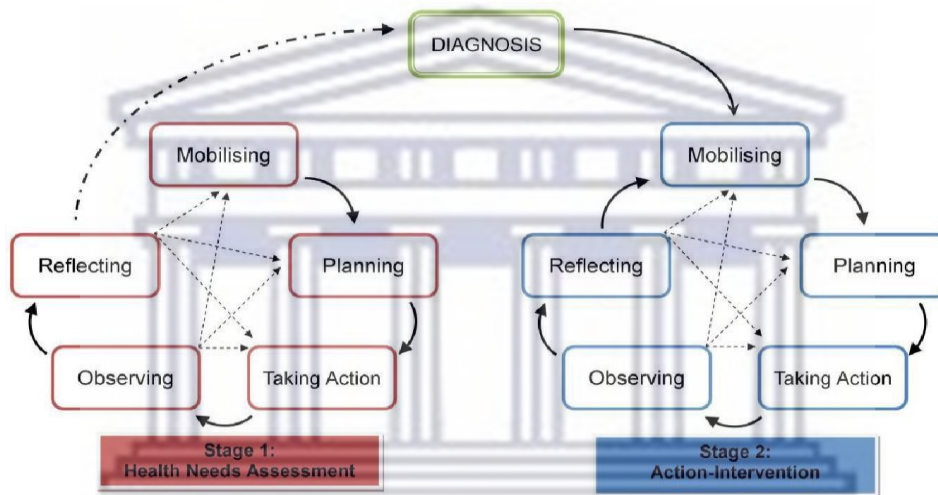 DIAGNOSIS
Mobilising
Reflecting
Planning
Observing
Taking Action
Stage 1:
Health Needs Assessment
Mobilising
Reflecting
Planning
Observing
Taking Action
Stage 2:
Action-Intervention